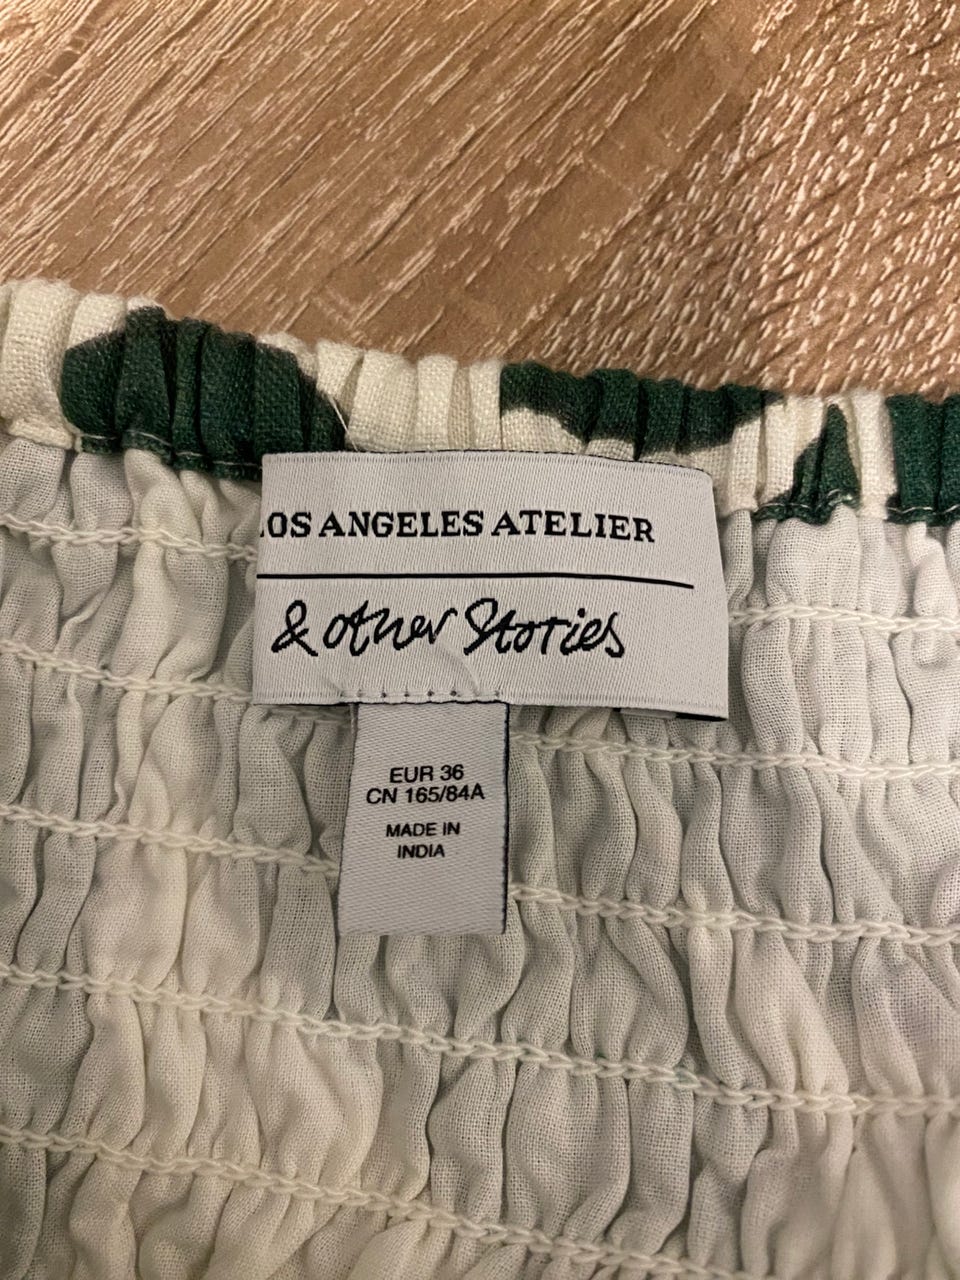 LOS ANGELES ATELIER
& other Stories
EUR 36
CN 165/84A
MADE IN
INDIA